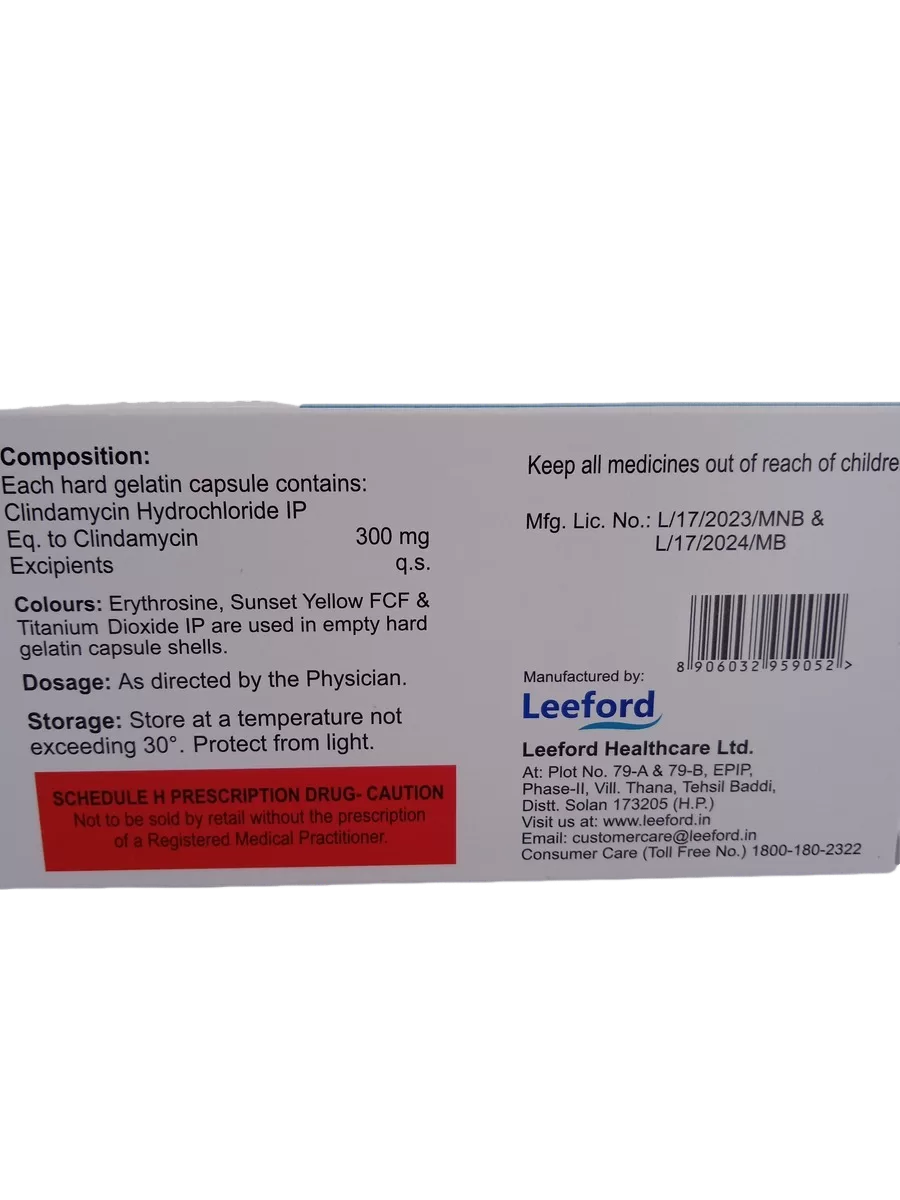 Composition:
Each hard gelatin capsule contains:
Clindamycin Hydrochloride IP
Eq. to Clindamycin 300 mg
Excipients q.s.
Colours: Erythrosine, Sunset Yellow FCF &
Titanium Dioxide IP are used in empty hard
gelatin capsule shells.
Dosage: As directed by the Physician.
Storage: Store at a temperature not
exceeding 30°. Protect from light.
SCHEDULE H PRESCRIPTION DRUG- CAUTION
Not to be sold by retail without the prescription
of a Registered Medical Practitioner.
Keep all medicines out of reach of childre
Mfg. Lic. No.: L/17/2023/MNB &
L/17/2024/MB
8 906032 959052 >
Manufactured by:
Leeford
Leeford Healthcare Ltd.
At: Plot No. 79-A & 79-B, EPIP,
Phase-II, Vill. Thana, Tehsil Baddi,
Distt. Solan 173205 (H.P.)
Visit us at: www.leeford.in
Email: customercare@leeford.in
Consumer Care (Toll Free No.) 1800-180-2322